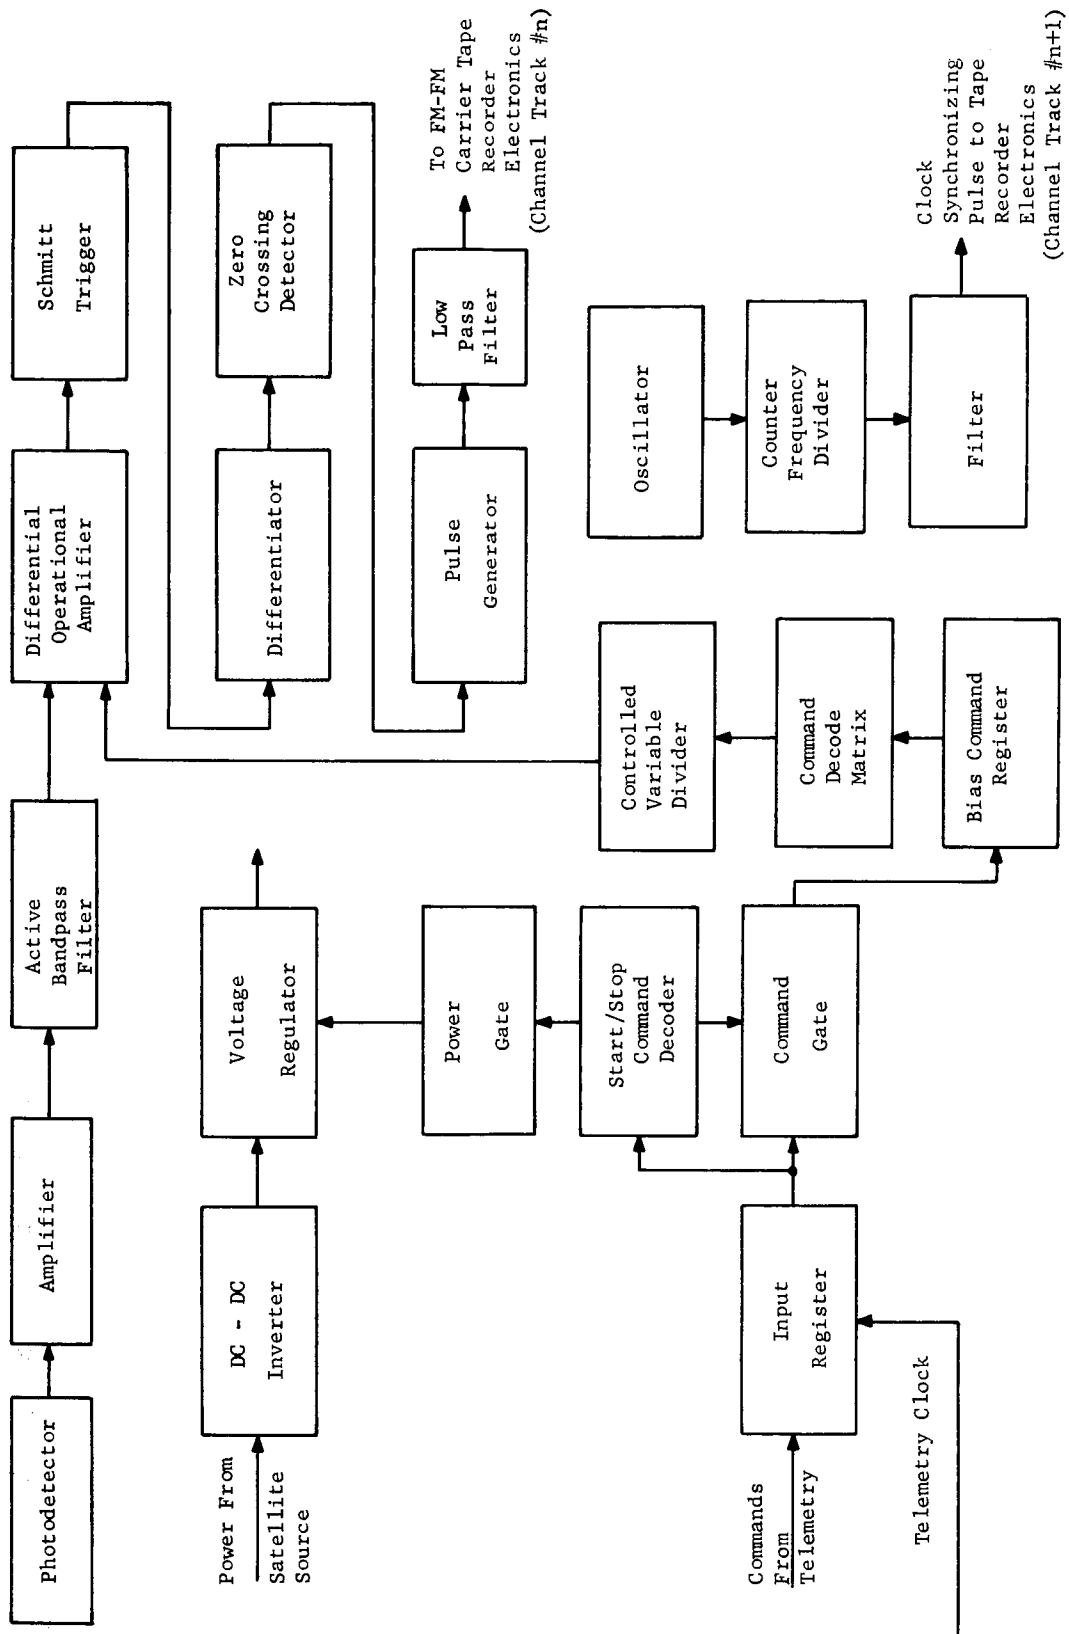 Photodetector
Amplifier
Active
Bandpass
Filter
Differential
Operational
Amplifier
Schmitt
Trigger
Power From
Satellite
Source
DC - DC
Inverter
Voltage
Regulator
Differentiator
Zero
Crossing
Detector
Power
Gate
Pulse
Generator
Low
Pass
Filter
To FM-FM
Carrier Tape
Recorder
Electronics
(Channel Track #n)
Start/Stop
Command
Decoder
Controlled
Variable
Divider
Oscillator
Commands
From
Telemetry
Input
Register
Command
Gate
Command
Decode
Matrix
Counter
Frequency
Divider
Telemetry Clock
Bias Command
Register
Filter
Clock
Synchronizing
Pulse to Tape
Recorder
Electronics
(Channel Track #n+1)